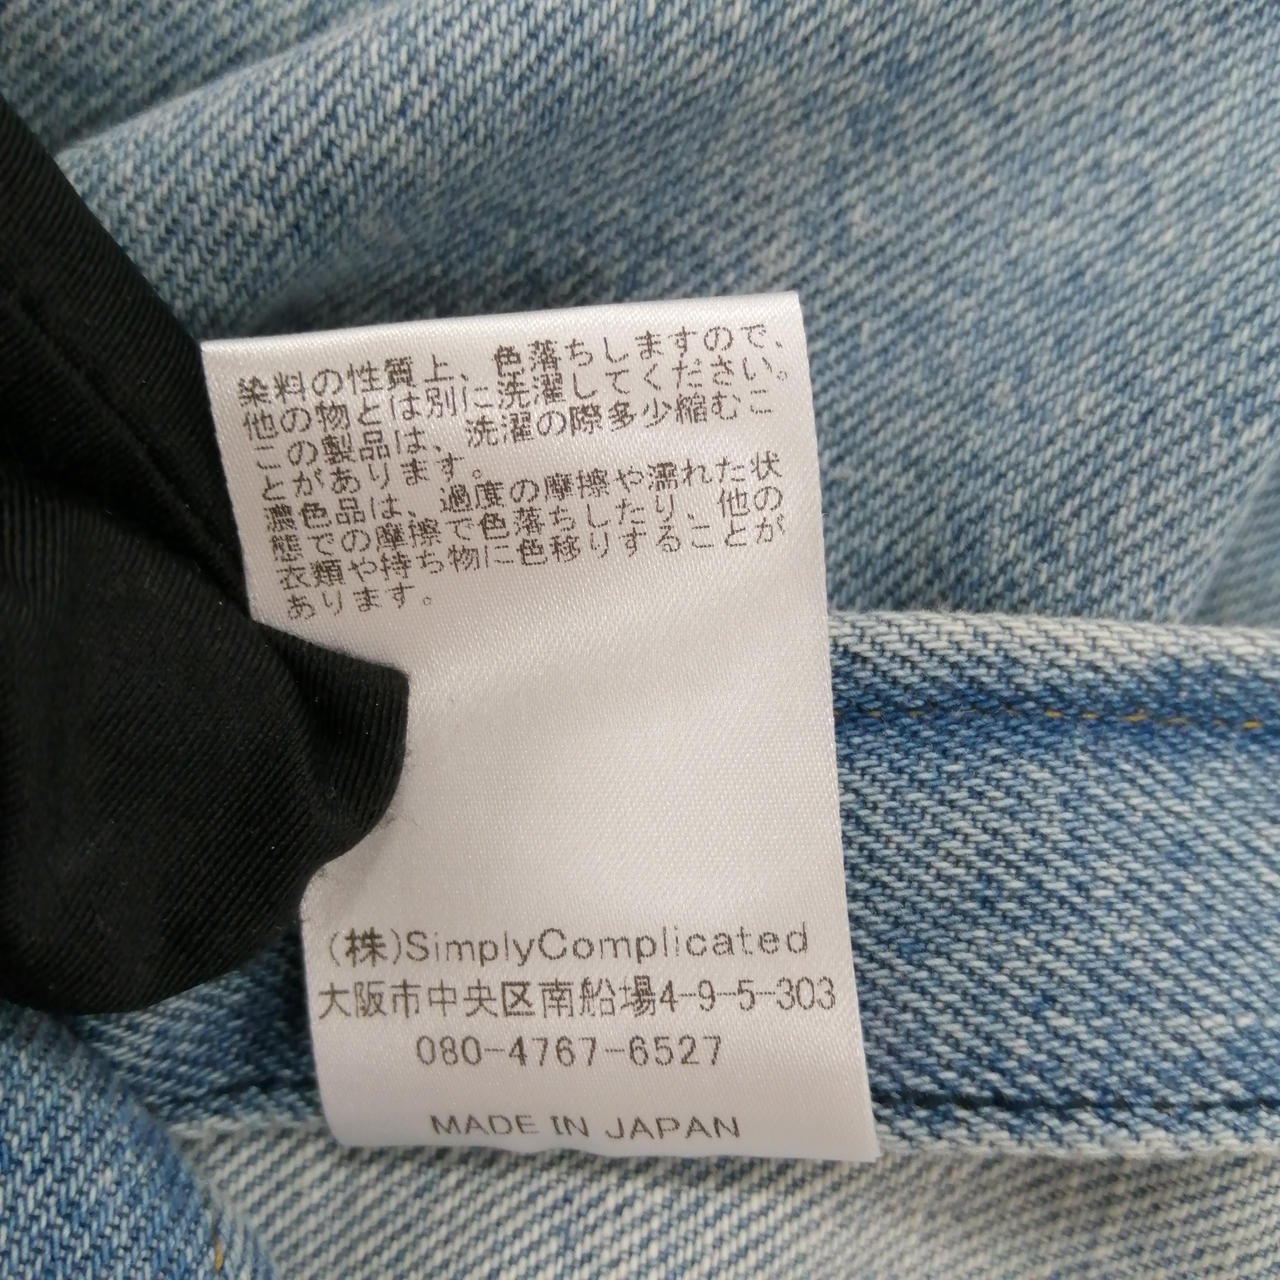 染料の性質上、色落ちしますので、
他の物とは別に洗濯してください。
この製品は、洗濯の際多少縮むこ
とがあります。
濃色品は、過度の摩擦や濡れた状
態での摩擦で色落ちしたり、他の
衣類や持ち物に色移りすることが
あります。
(株)SimplyComplicated
大阪市中央区南船場4-9-5-303
080-4767-6527
MADE IN JAPAN